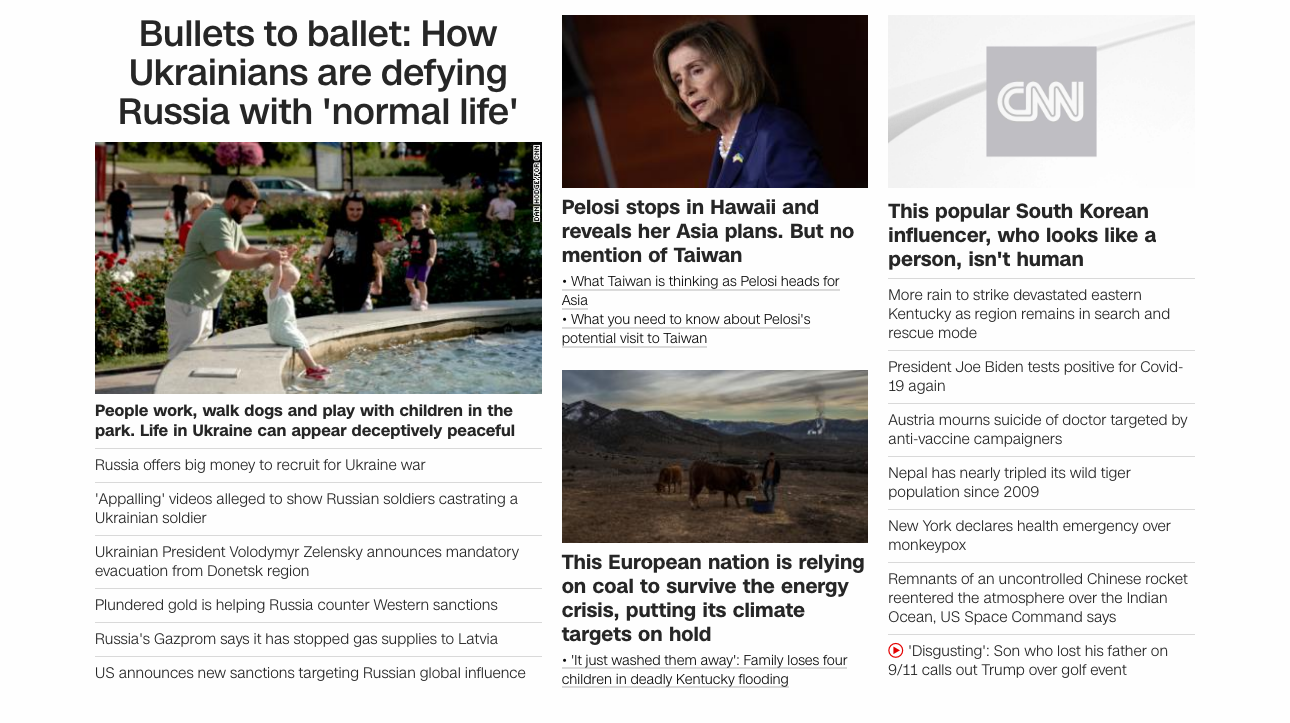 Bullets to ballet: How
Ukrainians are defying
Russia with 'normal life'
DAN HODGE/FOR CNN
People work, walk dogs and play with children in the
park. Life in Ukraine can appear deceptively peaceful
Russia offers big money to recruit for Ukraine war
'Appalling' videos alleged to show Russian soldiers castrating a
Ukrainian soldier
Ukrainian President Volodymyr Zelensky announces mandatory
evacuation from Donetsk region
Plundered gold is helping Russia counter Western sanctions
Russia's Gazprom says it has stopped gas supplies to Latvia
US announces new sanctions targeting Russian global influence
Pelosi stops in Hawaii and
reveals her Asia plans. But no
mention of Taiwan
• What Taiwan is thinking as Pelosi heads for
Asia
• What you need to know about Pelosi's
potential visit to Taiwan
This European nation is relying
on coal to survive the energy
crisis, putting its climate
targets on hold
• 'It just washed them away': Family loses four
children in deadly Kentucky flooding
CNN
This popular South Korean
influencer, who looks like a
person, isn't human
More rain to strike devastated eastern
Kentucky as region remains in search and
rescue mode
President Joe Biden tests positive for Covid-
19 again
Austria mourns suicide of doctor targeted by
anti-vaccine campaigners
Nepal has nearly tripled its wild tiger
population since 2009
New York declares health emergency over
monkeypox
Remnants of an uncontrolled Chinese rocket
reentered the atmosphere over the Indian
Ocean, US Space Command says
'Disgusting': Son who lost his father on
9/11 calls out Trump over golf event